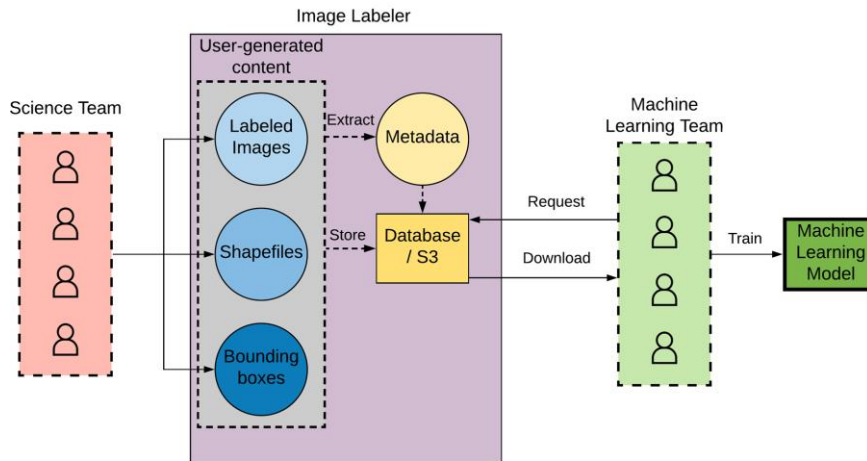 Image Labeler
User-generated
content
Science Team
Labeled
Images
Extract
Metadata
Machine
Learning Team
Shapefiles
Store
Database
/ S3
Request
Download
Train
Machine
Learning
Model
Bounding
boxes